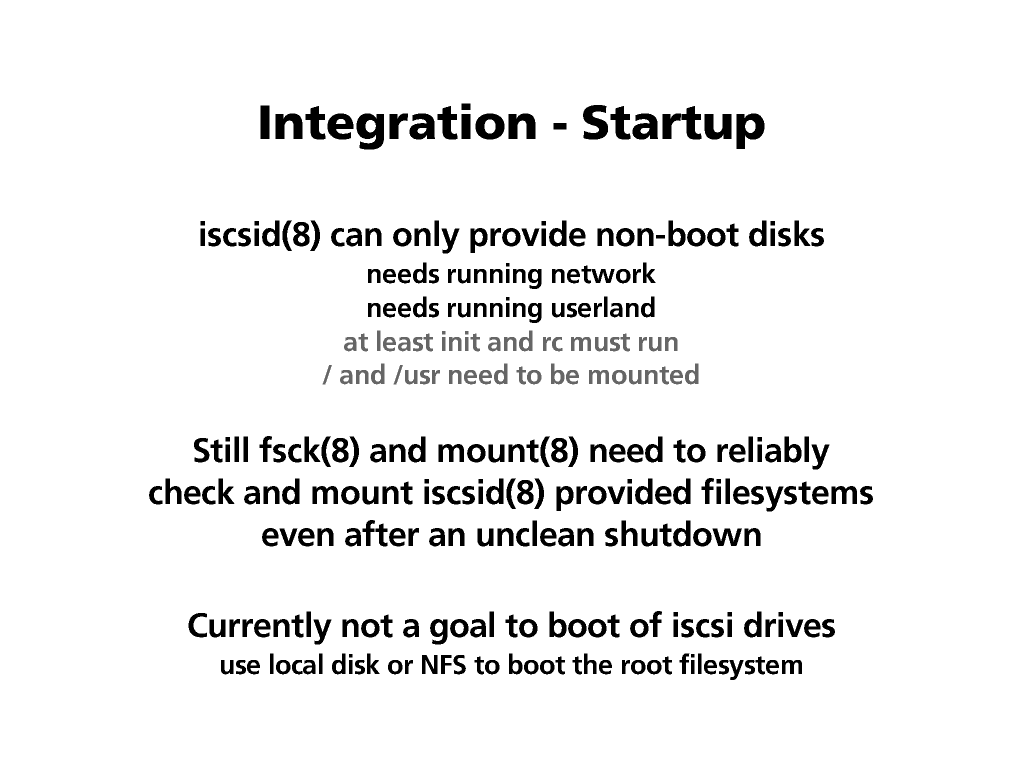 Integration - Startup
iscsid(8) can only provide non-boot disks
needs running network
needs running userland
at least init and rc must run
/ and /usr need to be mounted
Still fsck(8) and mount(8) need to reliably
check and mount iscsid(8) provided filesystems
even after an unclean shutdown
Currently not a goal to boot of iscsi drives
use local disk or NFS to boot the root filesystem